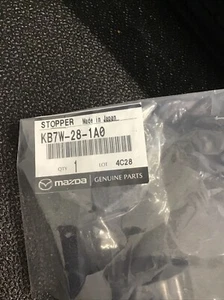 STOPPER Made in Japan
KB7W-28-1A0
QTY 1 LOT 4C28
mazda GENUINE PARTS